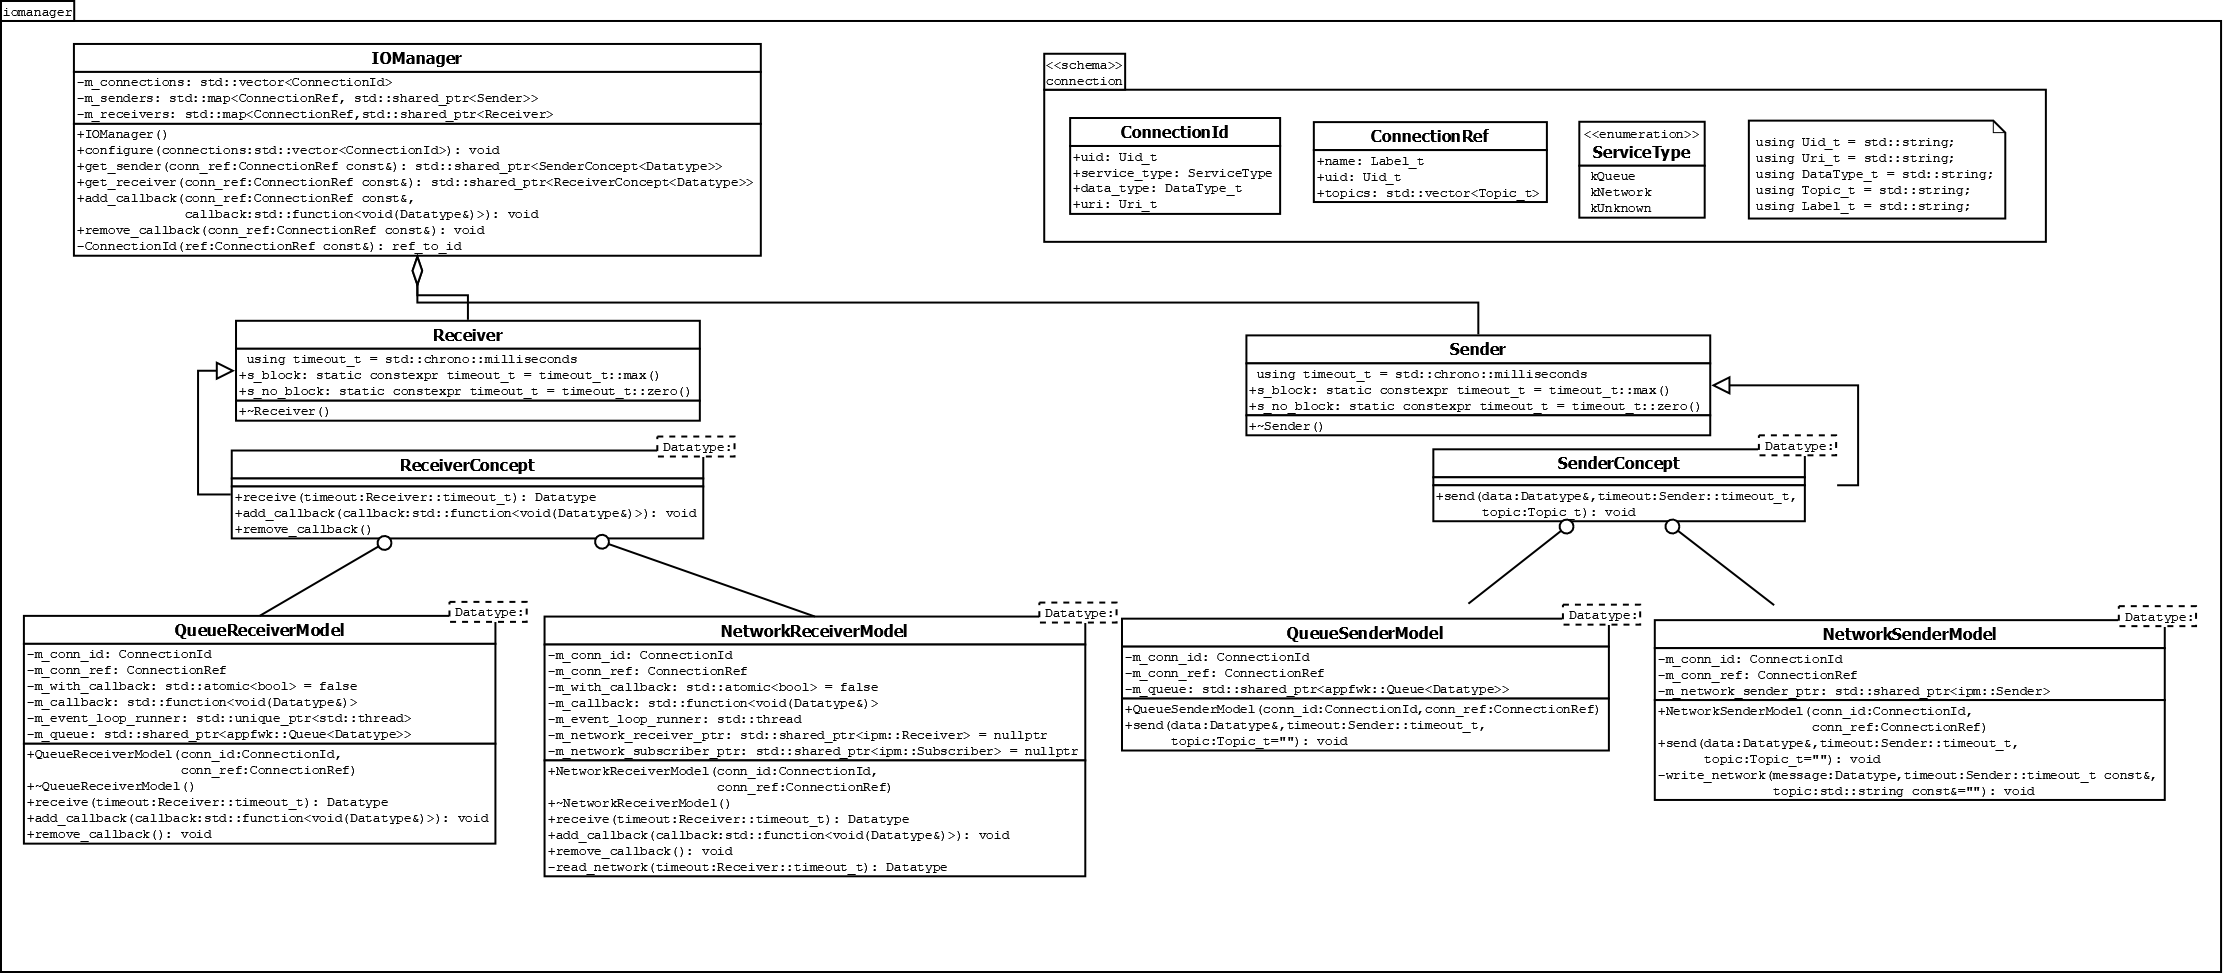 iomanager
IOManager
-m_connections: std::vector<ConnectionId>
-m_senders: std::map<ConnectionRef, std::shared_ptr<Sender>>
-m_receivers: std::map<ConnectionRef,std::shared_ptr<Receiver>
+IOManager()
+configure(connections:std::vector<ConnectionId>): void
+get_sender(conn_ref:ConnectionRef const&): std::shared_ptr<SenderConcept<Datatype>>
+get_receiver(conn_ref:ConnectionRef const&): std::shared_ptr<ReceiverConcept<Datatype>>
+add_callback(conn_ref:ConnectionRef const&,
callback:std::function<void(Datatype&)>): void
+remove_callback(conn_ref:ConnectionRef const&): void
-ConnectionId(ref:ConnectionRef const&): ref_to_id
<<schema>>
connection
ConnectionId
+uid: Uid_t
+service_type: ServiceType
+data_type: DataType_t
+uri: Uri_t
ConnectionRef
+name: Label_t
+uid: Uid_t
+topics: std::vector<Topic_t>
<<enumeration>>
ServiceType
kQueue
kNetwork
kUnknown
using Uid_t = std::string;
using Uri_t = std::string;
using DataType_t = std::string;
using Topic_t = std::string;
using Label_t = std::string;
Receiver
using timeout_t = std::chrono::milliseconds
+s_block: static constexpr timeout_t = timeout_t::max()
+s_no_block: static constexpr timeout_t = timeout_t::zero()
+~Receiver()
Sender
using timeout_t = std::chrono::milliseconds
+s_block: static constexpr timeout_t = timeout_t::max()
+s_no_block: static constexpr timeout_t = timeout_t::zero()
+~Sender()
Datatype:
ReceiverConcept
+receive(timeout:Receiver::timeout_t): Datatype
+add_callback(callback:std::function<void(Datatype&)>): void
+remove_callback()
Datatype:
SenderConcept
+send(data:Datatype&,timeout:Sender::timeout_t,
topic:Topic_t): void
Datatype:
QueueReceiverModel
-m_conn_id: ConnectionId
-m_conn_ref: ConnectionRef
-m_with_callback: std::atomic<bool> = false
-m_callback: std::function<void(Datatype&)>
-m_event_loop_runner: std::unique_ptr<std::thread>
-m_queue: std::shared_ptr<appfwk::Queue<Datatype>>
+QueueReceiverModel(conn_id:ConnectionId,
conn_ref:ConnectionRef)
+~QueueReceiverModel()
+receive(timeout:Receiver::timeout_t): Datatype
+add_callback(callback:std::function<void(Datatype&)>): void
+remove_callback(): void
Datatype:
NetworkReceiverModel
-m_conn_id: ConnectionId
-m_conn_ref: ConnectionRef
-m_with_callback: std::atomic<bool> = false
-m_callback: std::function<void(Datatype&)>
-m_event_loop_runner: std::thread
-m_network_receiver_ptr: std::shared_ptr<ipm::Receiver> = nullptr
-m_network_subscriber_ptr: std::shared_ptr<ipm::Subscriber> = nullptr
+NetworkReceiverModel(conn_id:ConnectionId,
conn_ref:ConnectionRef)
+~NetworkReceiverModel()
+receive(timeout:Receiver::timeout_t): Datatype
+add_callback(callback:std::function<void(Datatype&)>): void
+remove_callback(): void
-read_network(timeout:Receiver::timeout_t): Datatype
Datatype:
QueueSenderModel
-m_conn_id: ConnectionId
-m_conn_ref: ConnectionRef
-m_queue: std::shared_ptr<appfwk::Queue<Datatype>>
+QueueSenderModel(conn_id:ConnectionId,conn_ref:ConnectionRef)
+send(data:Datatype&,timeout:Sender::timeout_t,
topic:Topic_t=""): void
Datatype:
NetworkSenderModel
-m_conn_id: ConnectionId
-m_conn_ref: ConnectionRef
-m_network_sender_ptr: std::shared_ptr<ipm::Sender>
+NetworkSenderModel(conn_id:ConnectionId,
conn_ref:ConnectionRef)
+send(data:Datatype&,timeout:Sender::timeout_t,
topic:Topic_t=""): void
-write_network(message:Datatype,timeout:Sender::timeout_t const&,
topic:std::string const&=""): void